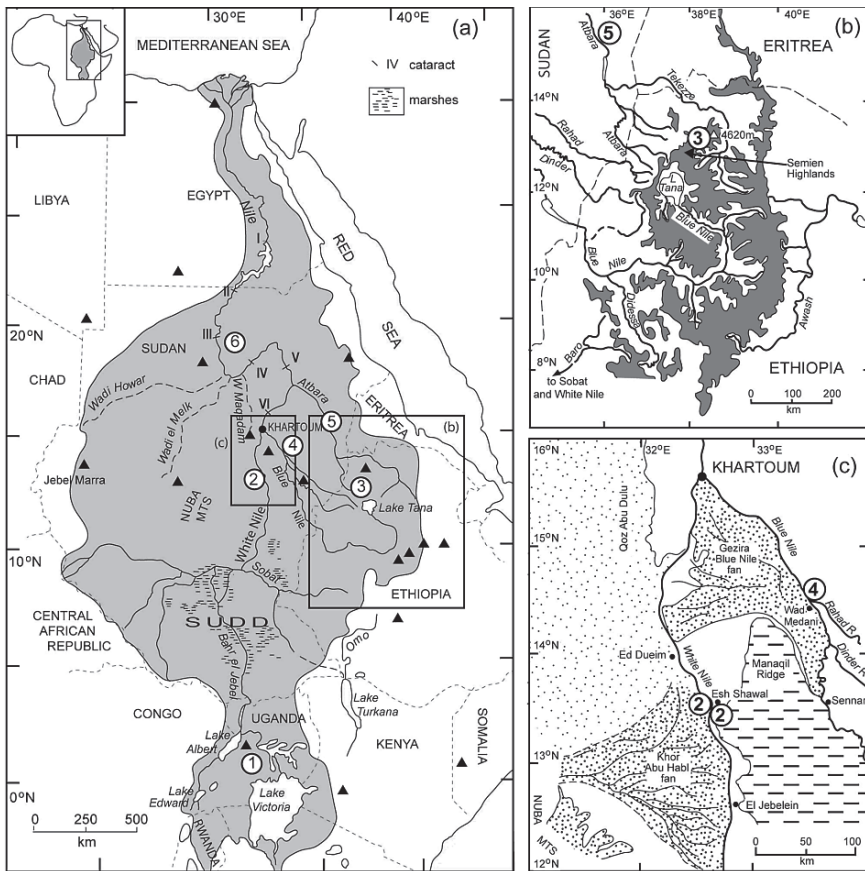 30°E
40°E
(a)
MEDITERRANEAN SEA
IV cataract
marshes
LIBYA
EGYPT
Nile
I
RED
SEA
II
20°N
III
6
SUDAN
IV
V
CHAD
Wadi Howar
Wadi el Melk
W Maqadam
VI
Atbara
ERITREA
KHARTOUM
5
(b)
(c)
4
Jebel Marra
2
Blue
Nile
3
NUBA
MTS
Lake Tana
White Nile
10°N
Sobat
ETHIOPIA
CENTRAL
AFRICAN
REPUBLIC
SUDD
Bahr el Jebel
Omo
Lake
Turkana
CONGO
UGANDA
Lake
Albert
KENYA
SOMALIA
1
Lake
Edward
Lake
Victoria
0°N
RWANDA
0 250 500
km
36°E
38°E
40°E
(b)
5
Atbara
SUDAN
ERITREA
14°N
Tekezze
3
4620m
Rahad
Atbara
Dinder
Semien
Highlands
12°N
L
Tana
Blue Nile
Blue
Nile
10°N
Didessa
Awash
8°N
Baro
ETHIOPIA
to Sobat
and White Nile
0 100 200
km
32°E
33°E
(c)
KHARTOUM
Qoz Abu Dulu
Blue Nile
15°N
Gezira
Blue Nile
fan
4
Wad
Medani
Rahad R
Dinder R
14°N
Ed Dueim
White Nile
Manaqil
Ridge
Esh Shawal
Sennar
2
2
13°N
Khor
Abu Habl
fan
El Jebelein
NUBA
MTS
12°N
0 50 100
km